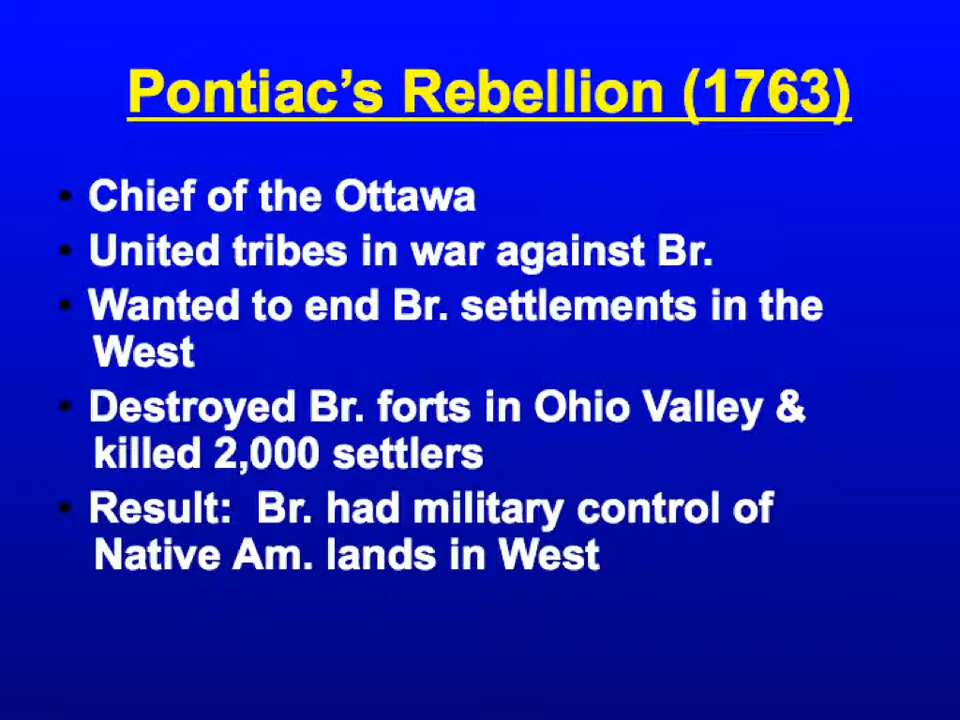 Pontiac’s Rebellion (1763)
• Chief of the Ottawa
• United tribes in war against Br.
• Wanted to end Br. settlements in the
West
• Destroyed Br. forts in Ohio Valley &
killed 2,000 settlers
• Result:  Br. had military control of
Native Am. lands in West